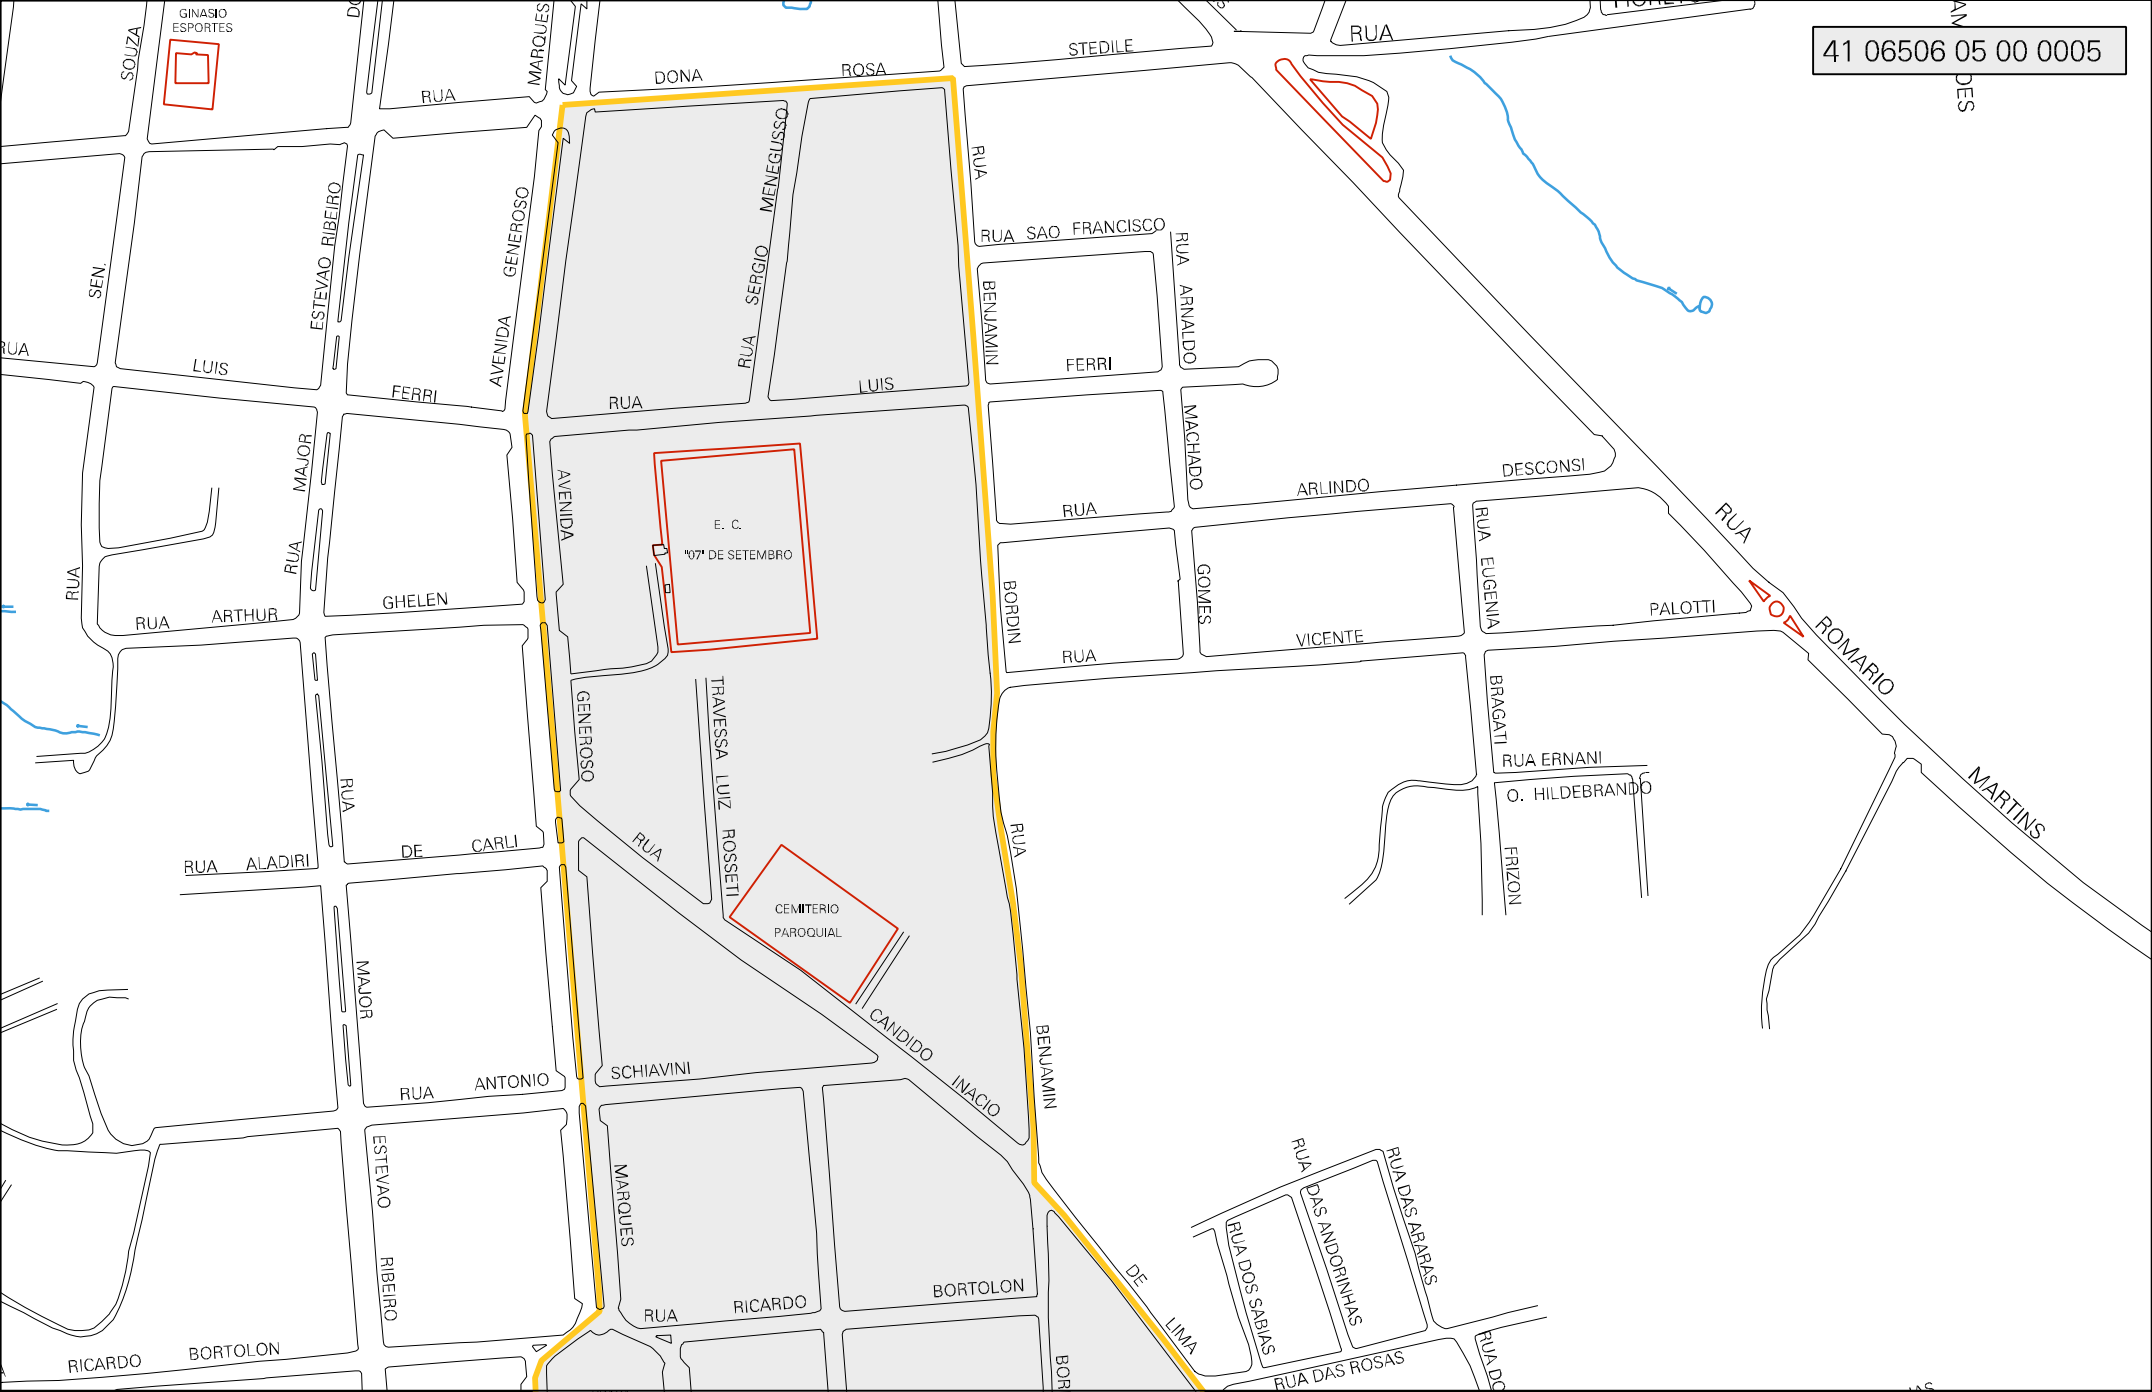 GINASIO
ESPORTES
SOUZA
MARQUES
RUA
DONA
ROSA
STEDILE
RUA
41 06506 05 00 0005
SEN.
ESTEVAO RIBEIRO
AVENIDA GENEROSO
RUA SERGIO MENEGUSSO
RUA
RUA SAO FRANCISCO
RUA ARNALDO
BENJAMIN
RUA
LUIS
FERRI
RUA
LUIS
FERRI
MAJOR
RUA
AVENIDA
E. C.
"07" DE SETEMBRO
MACHADO
RUA
ARLINDO
DESCONSI
RUA
RUA
RUA
ARTHUR
GHELEN
BORDIN
GOMES
RUA EUGENIA
RUA
VICENTE
PALOTTI
ROMARIO
MARTINS
GENEROSO
TRAVESSA LUIZ ROSSETI
BRAGATI
RUA ERNANI
O. HILDEBRANDO
FRIZON
RUA
RUA
RUA
RUA ALADIRI
DE
CARLI
CEMITERIO
PAROQUIAL
MAJOR
CANDIDO
INACIO
BENJAMIN
RUA
ANTONIO
SCHIAVINI
ESTEVAO
RIBEIRO
MARQUES
RUA
RICARDO
BORTOLON
RICARDO
BORTOLON
DE
LIMA
RUA
DAS ANDORINHAS
RUA DAS ARARAS
RUA DOS SABIAS
RUA DAS ROSAS